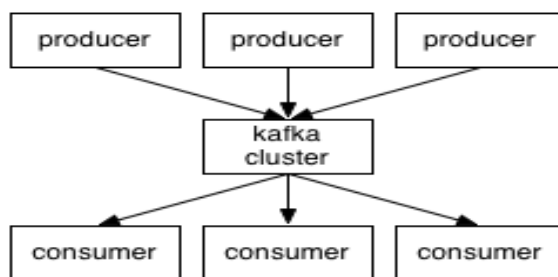 producer
producer
producer
kafka
cluster
consumer
consumer
consumer